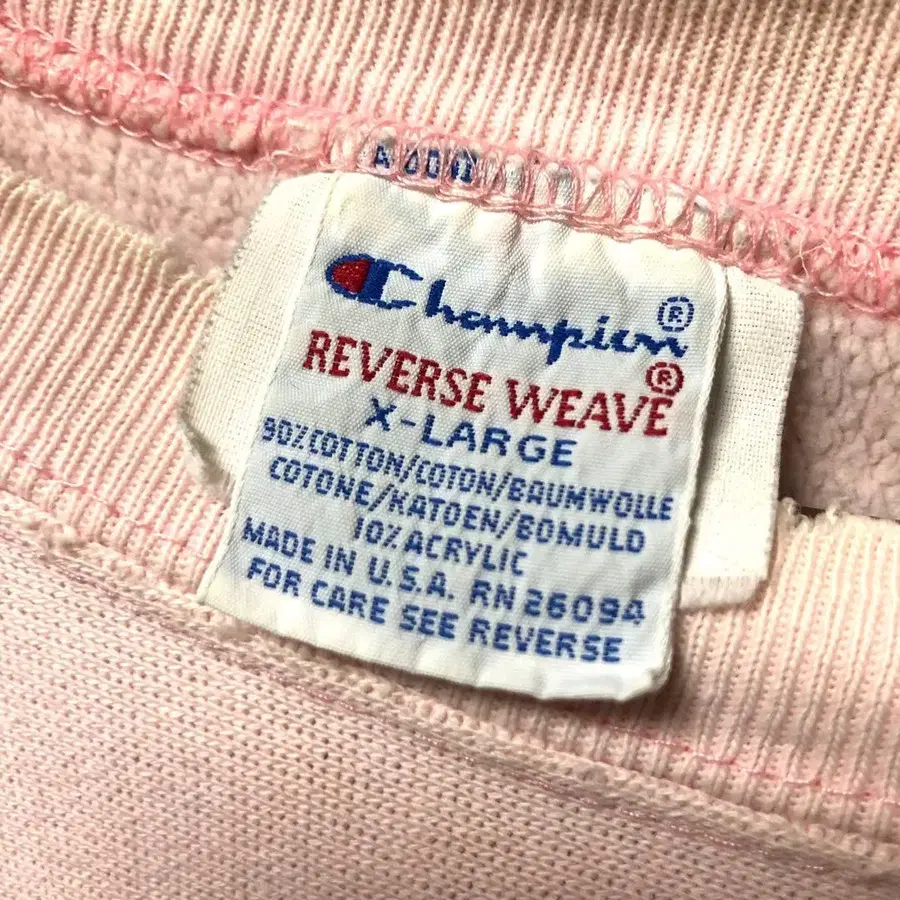 Champion®
REVERSE WEAVE®
X-LARGE
90% COTTON/COTON/BAUMWOLLE
COTONE/KATOEN/BOMULD
10% ACRYLIC
MADE IN U.S.A. RN 26094
FOR CARE SEE REVERSE